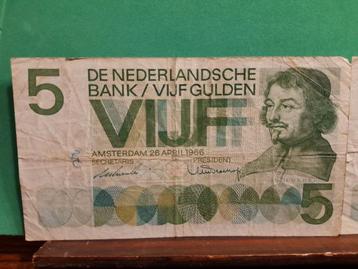 5
DE NEDERLANDSCHE
BANK / VIJF GULDEN
VIJF
AMSTERDAM 26 APRIL 1966
SECRETARIS PRESIDENT
5